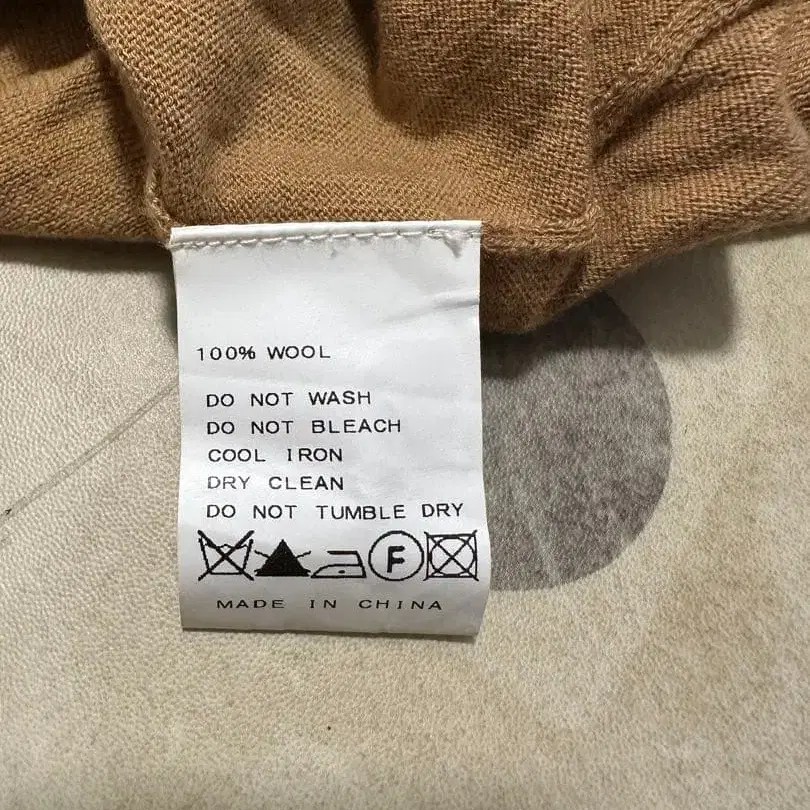 100% WOOL
DO NOT WASH
DO NOT BLEACH
COOL IRON
DRY CLEAN
DO NOT TUMBLE DRY
F
MADE IN CHINA